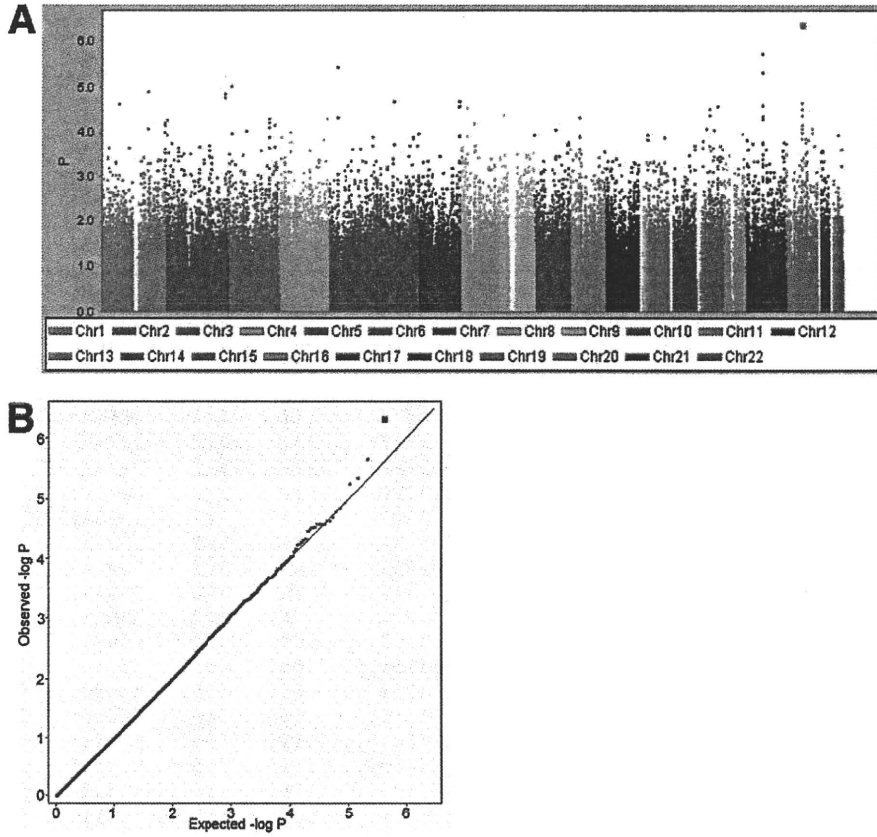 A
6.0
5.0
4.0
P
3.0
2.0
1.0
0.0
Chr1 Chr2 Chr3 Chr4 Chr5 Chr6 Chr7 Chr8 Chr9 Chr10 Chr11 Chr12
Chr13 Chr14 Chr15 Chr16 Chr17 Chr18 Chr19 Chr20 Chr21 Chr22
B
6
5
4
Observed -log P
3
2
1
0
0 1 2 3 4 5 6
Expected -log P